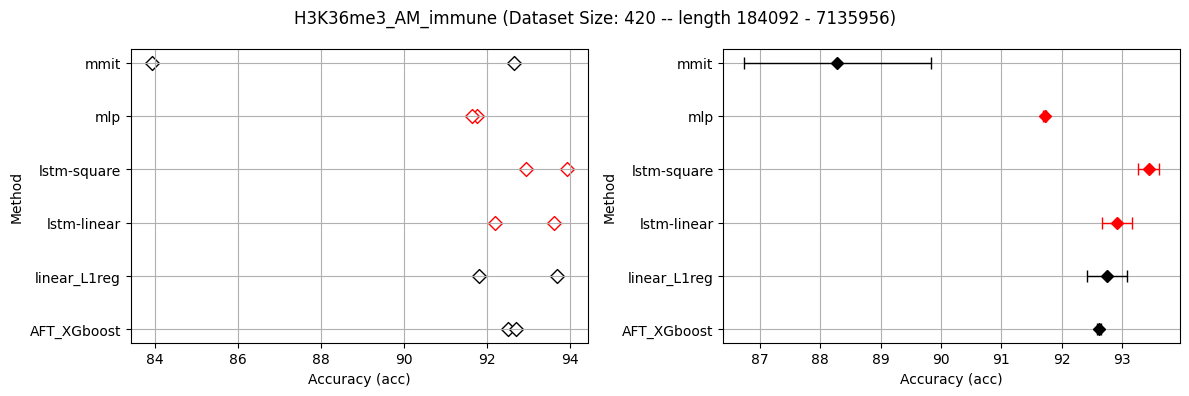 H3K36me3_AM_immune (Dataset Size: 420 -- length 184092 - 7135956)
Method
mmit
mlp
lstm-square
lstm-linear
linear_L1reg
AFT_XGboost
84 86 88 90 92 94
Accuracy (acc)
Method
mmit
mlp
lstm-square
lstm-linear
linear_L1reg
AFT_XGboost
87 88 89 90 91 92 93
Accuracy (acc)